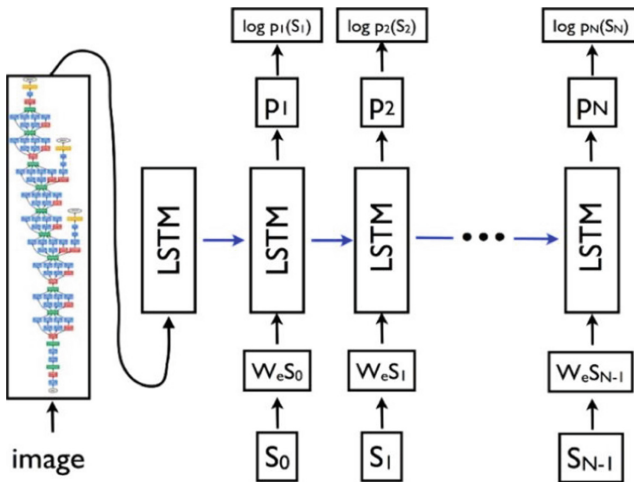 log p₁(S₁) log p₂(S₂) log pN(SN)
p₁ p₂ pN
LSTM LSTM LSTM LSTM
WₑS₀ WₑS₁ WₑSN-1
image S₀ S₁ SN-1